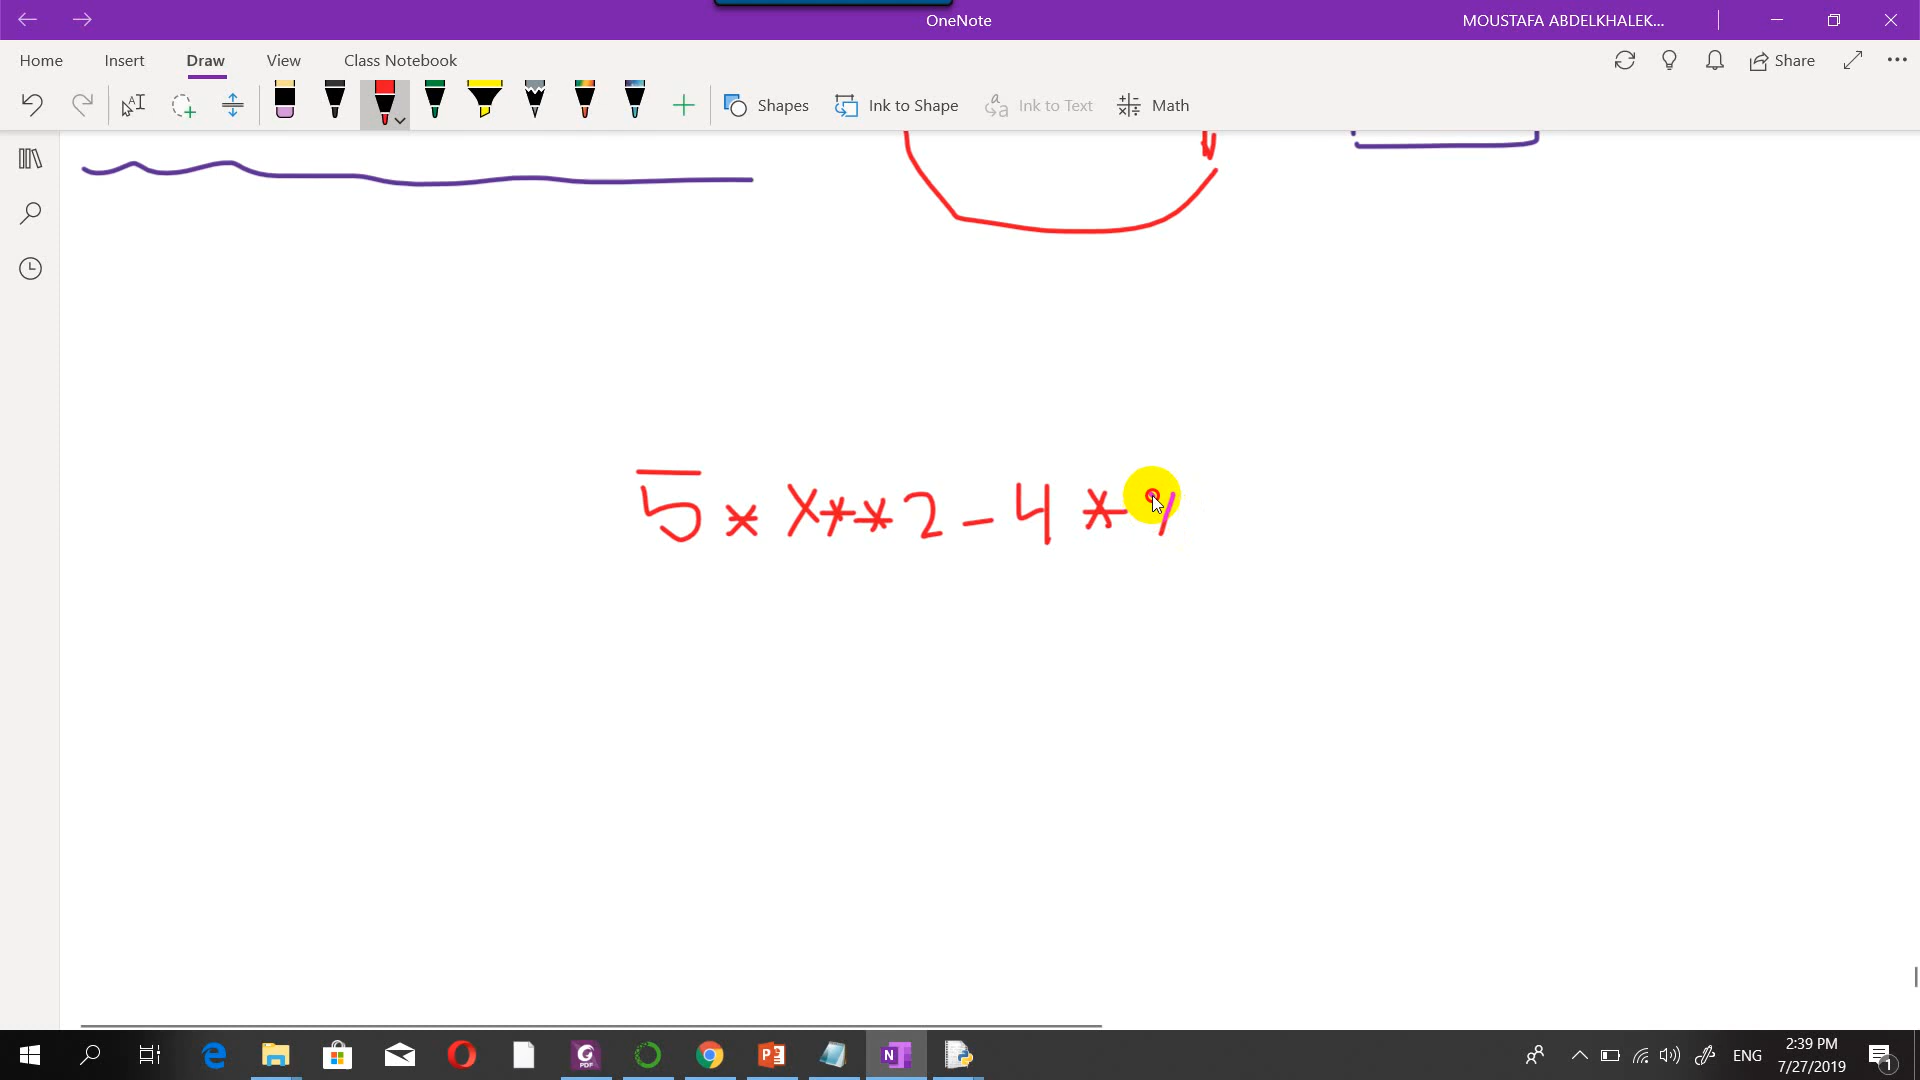 OneNote
MOUSTAFA ABDELKHALEK...
Home Insert Draw View Class Notebook
Share
Shapes Ink to Shape Ink to Text Math
5 * X**2 - 4 *
ENG
2:39 PM
7/27/2019
1